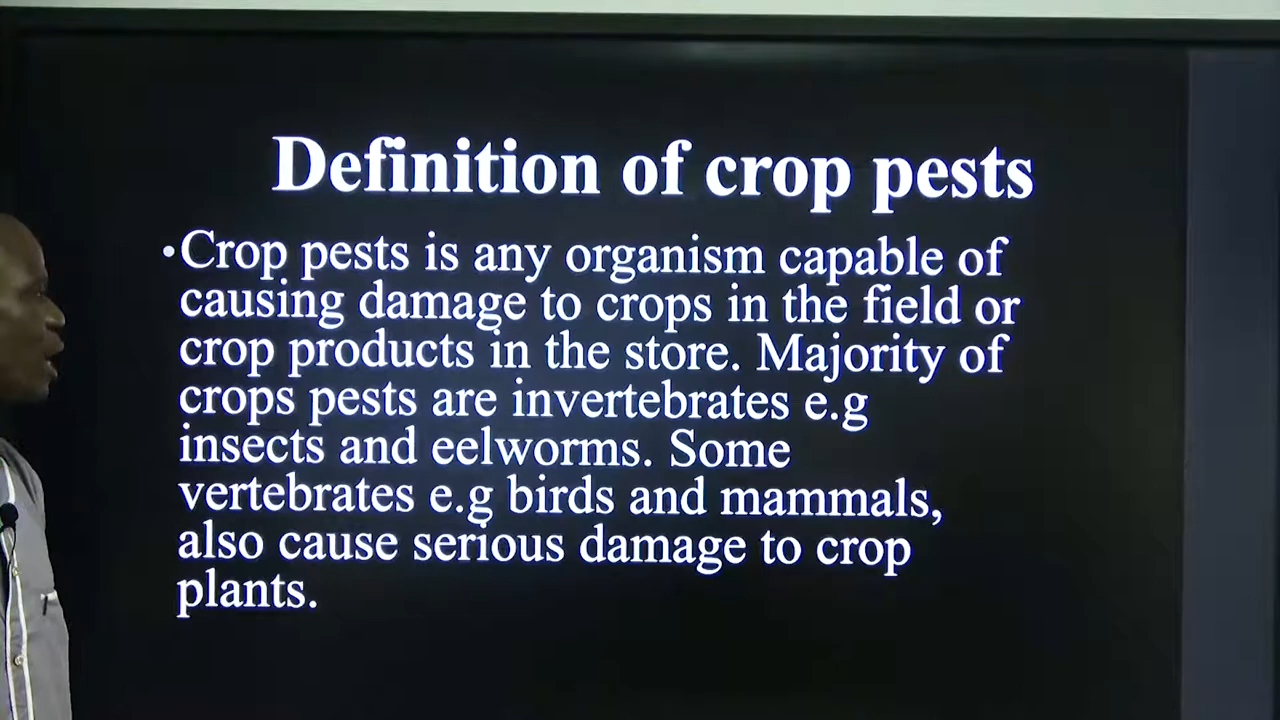 Definition of crop pests
•Crop pests is any organism capable of
causing damage to crops in the field or
crop products in the store. Majority of
crops pests are invertebrates e.g
insects and eelworms. Some
vertebrates e.g birds and mammals,
also cause serious damage to crop
plants.